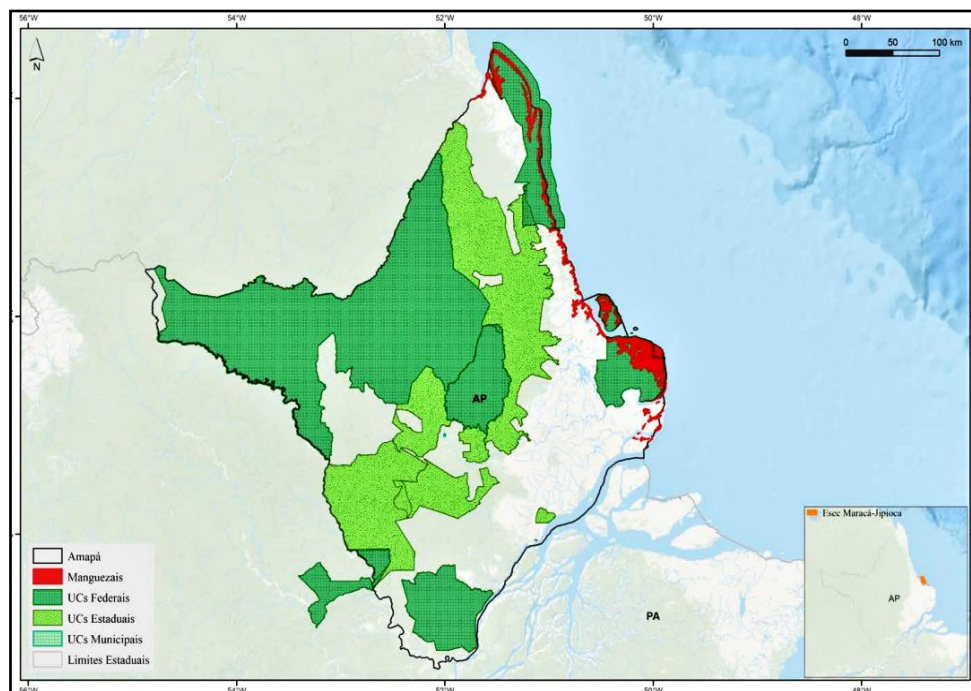 56°W
54°W
52°W
50°W
48°W
N
0 50 100 km
AP
PA
Amapá
Manguezais
UCs Federais
UCs Estaduais
UCs Municipais
Limites Estaduais
Esec Maracá-Jipioca
AP
56°W
54°W
52°W
50°W
48°W